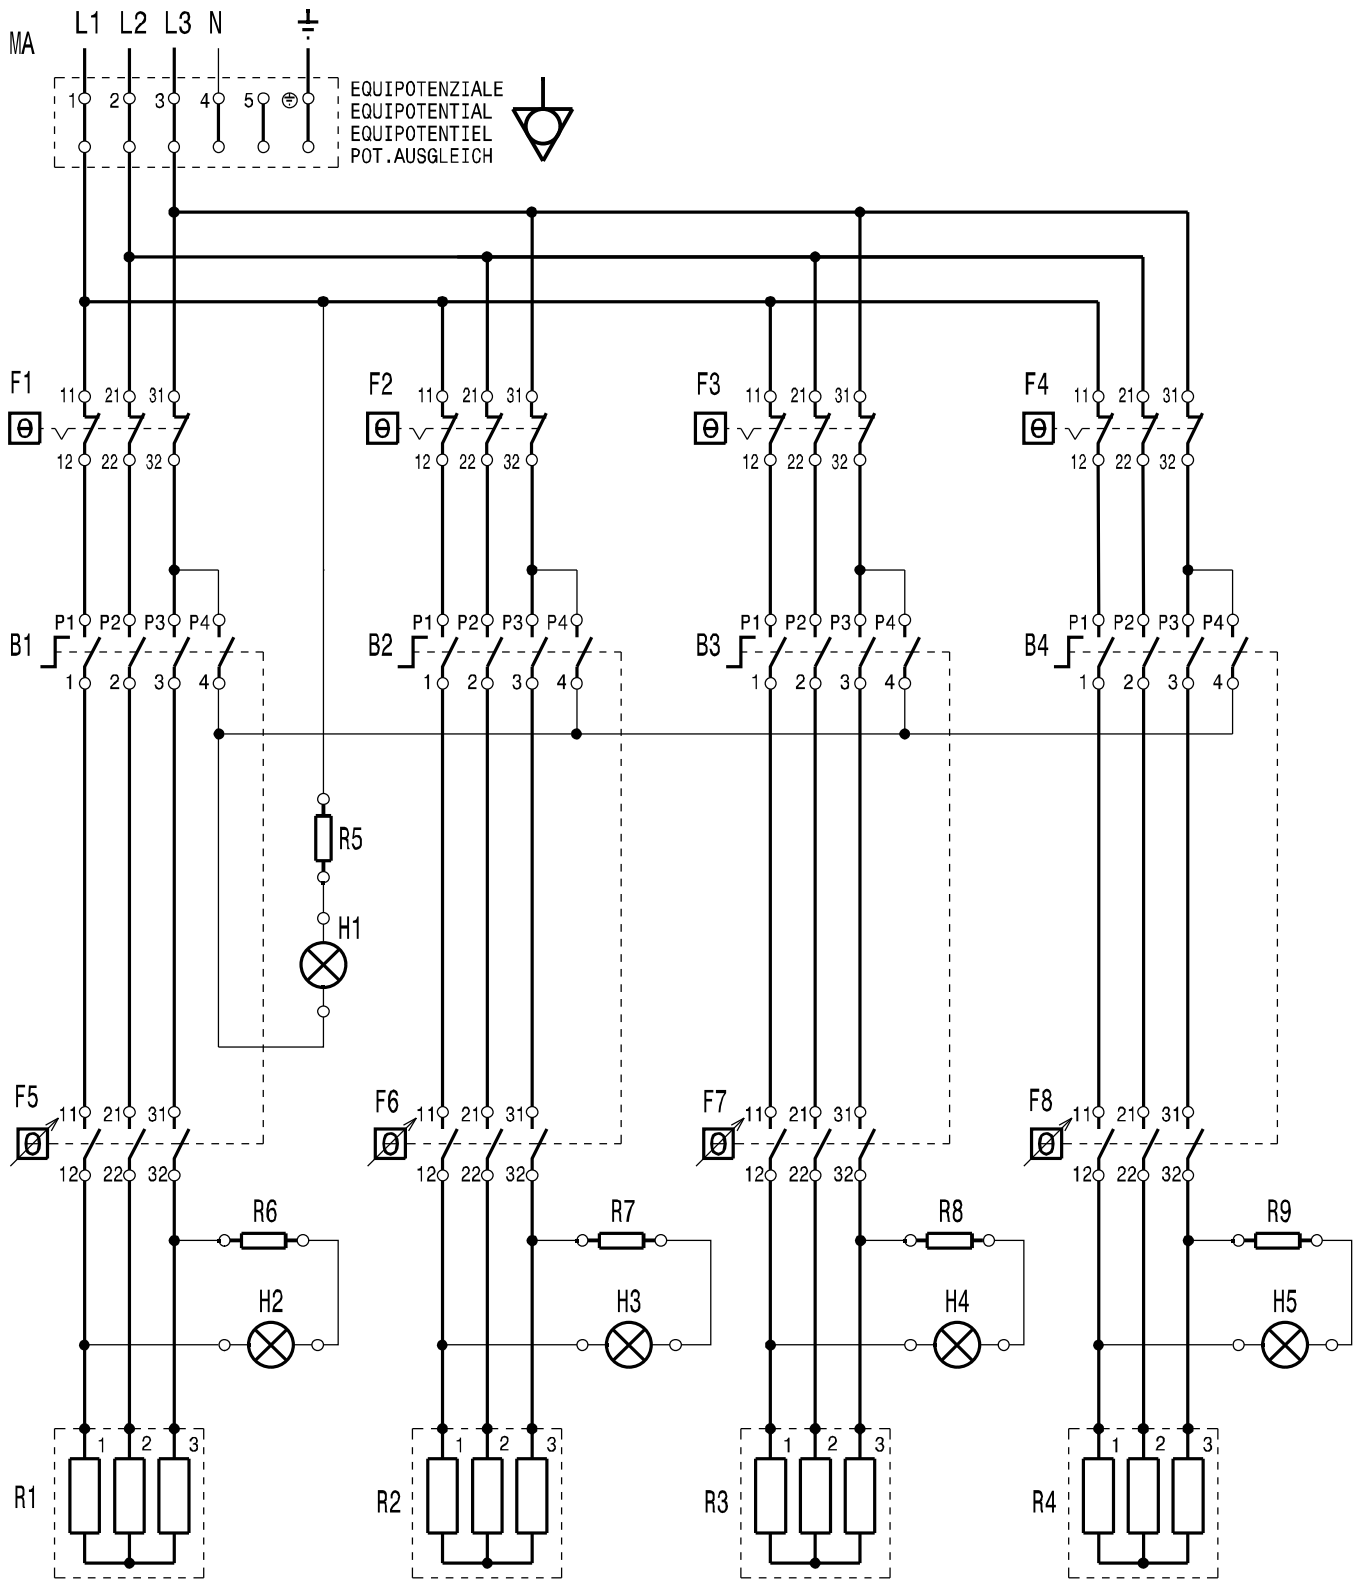 L1 L2 L3 N
MA
1 2 3 4 5
EQUIPOTENZIALE
EQUIPOTENTIAL
EQUIPOTENTIEL
POT.AUSGLEICH
F1 11 21 31 F2 11 21 31 F3 11 21 31 F4 11 21 31
θ θ θ θ
12 22 32 12 22 32 12 22 32 12 22 32
P1 P2 P3 P4 P1 P2 P3 P4 P1 P2 P3 P4 P1 P2 P3 P4
B1 B2 B3 B4
1 2 3 4 1 2 3 4 1 2 3 4 1 2 3 4
R5
H1
F5 11 21 31 F6 11 21 31 F7 11 21 31 F8 11 21 31
θ θ θ θ
12 22 32 12 22 32 12 22 32 12 22 32
R6 R7 R8 R9
H2 H3 H4 H5
1 2 3 1 2 3 1 2 3 1 2 3
R1 R2 R3 R4